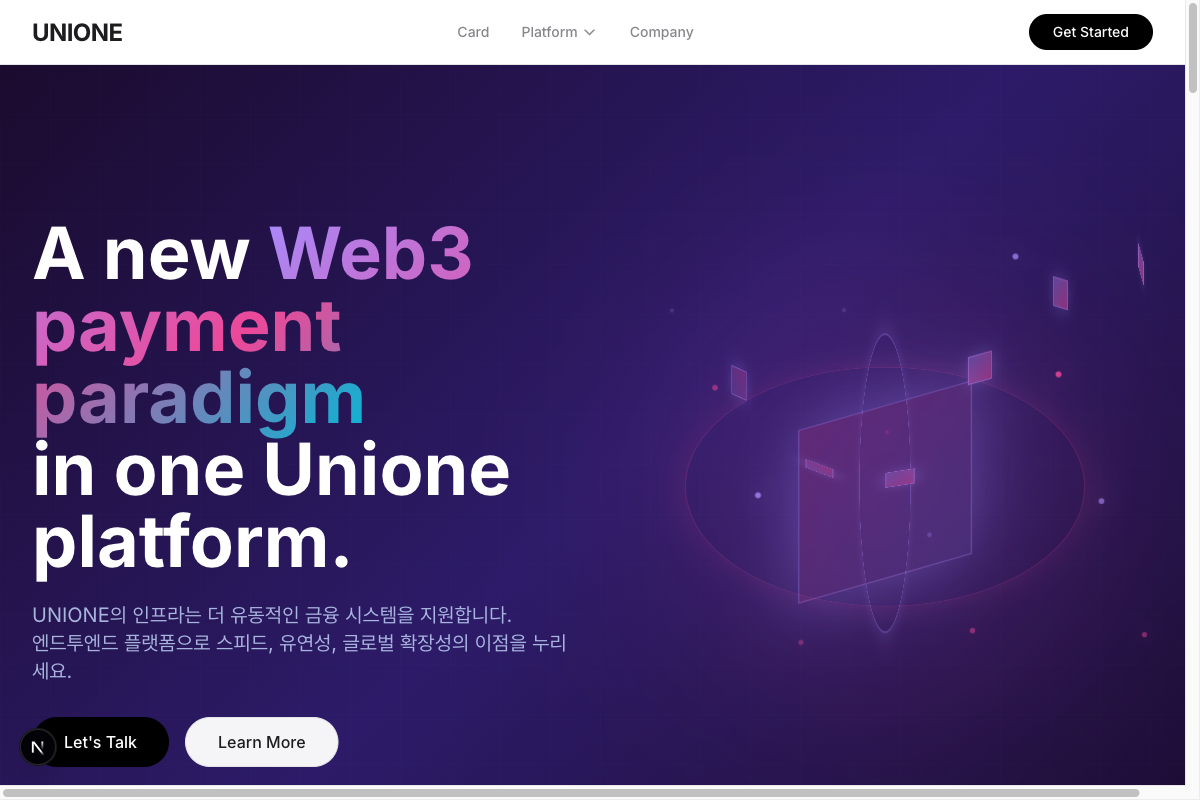 UNIONE
Card
Platform
Company
Get Started
A new Web3
payment
paradigm
in one Unione
platform.
UNIONE의 인프라는 더 유동적인 금융 시스템을 지원합니다.
엔드투엔드 플랫폼으로 스피드, 유연성, 글로벌 확장성의 이점을 누리
세요.
N
Let's Talk
Learn More